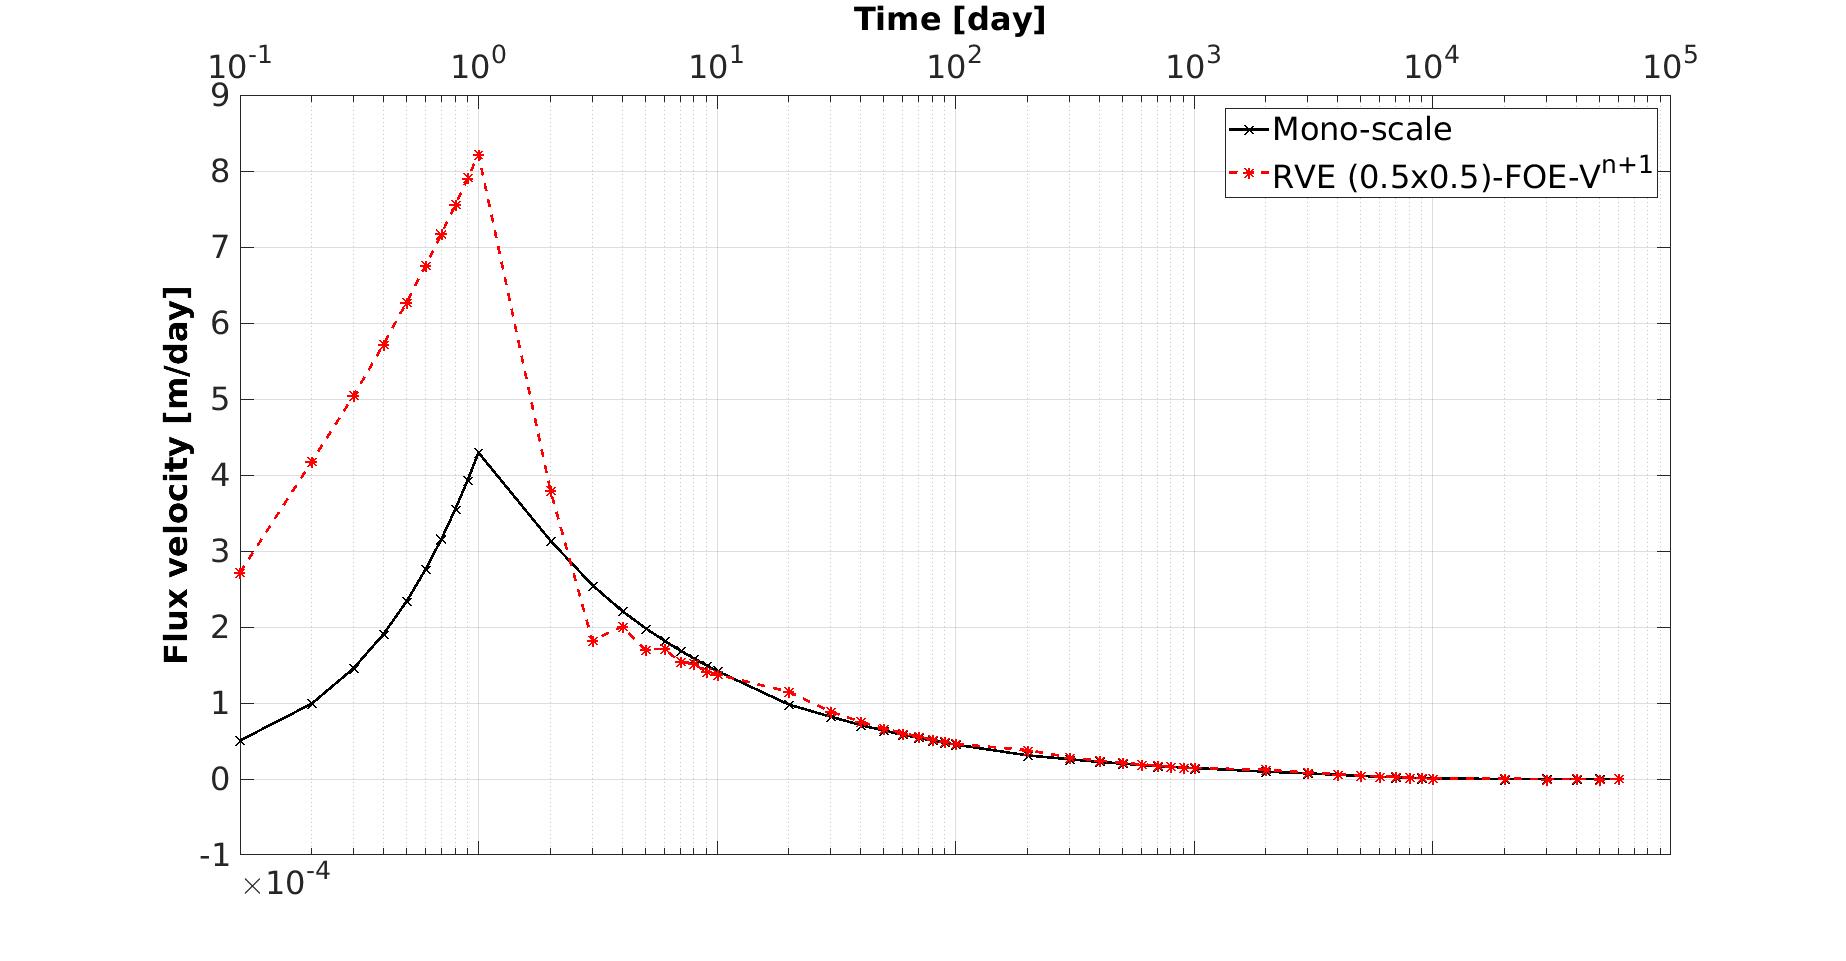 Time [day]
10^-1 10^0 10^1 10^2 10^3 10^4 10^5
9
8
7
6
5
4
3
2
1
0
-1
Flux velocity [m/day]
×10^-4
Mono-scale
RVE (0.5x0.5)-FOE-V^n+1